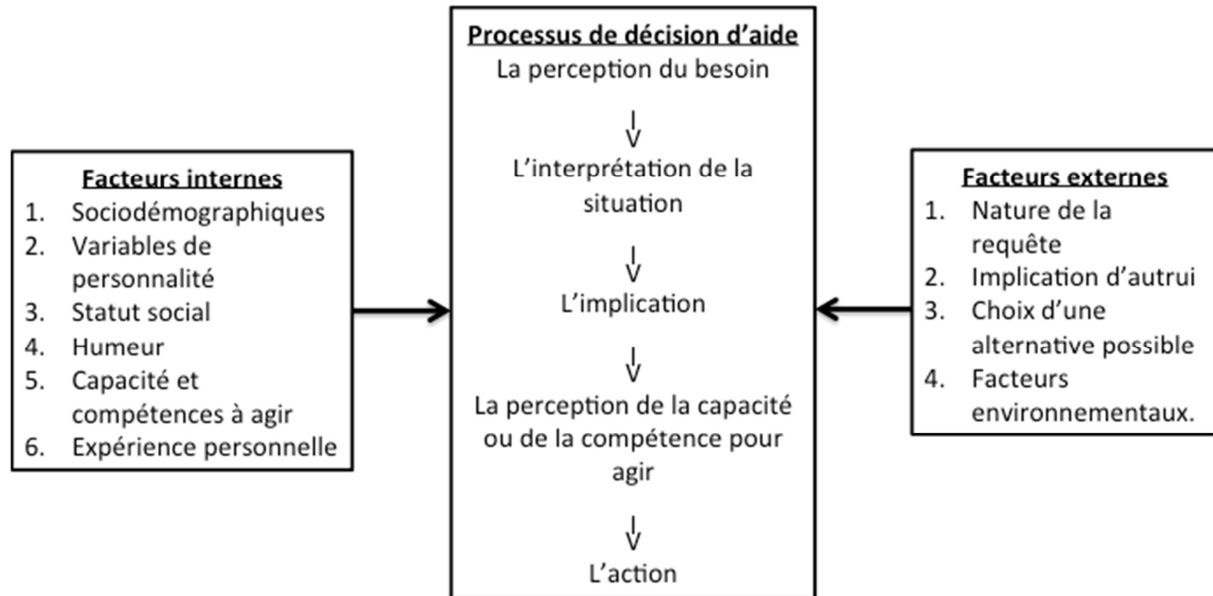 Processus de décision d'aide
La perception du besoin
L'interprétation de la
situation
L'implication
La perception de la capacité
ou de la compétence pour
agir
L'action
Facteurs internes
1. Sociodémographiques
2. Variables de
personnalité
3. Statut social
4. Humeur
5. Capacité et
compétences à agir
6. Expérience personnelle
Facteurs externes
1. Nature de la
requête
2. Implication d'autrui
3. Choix d'une
alternative possible
4. Facteurs
environnementaux.